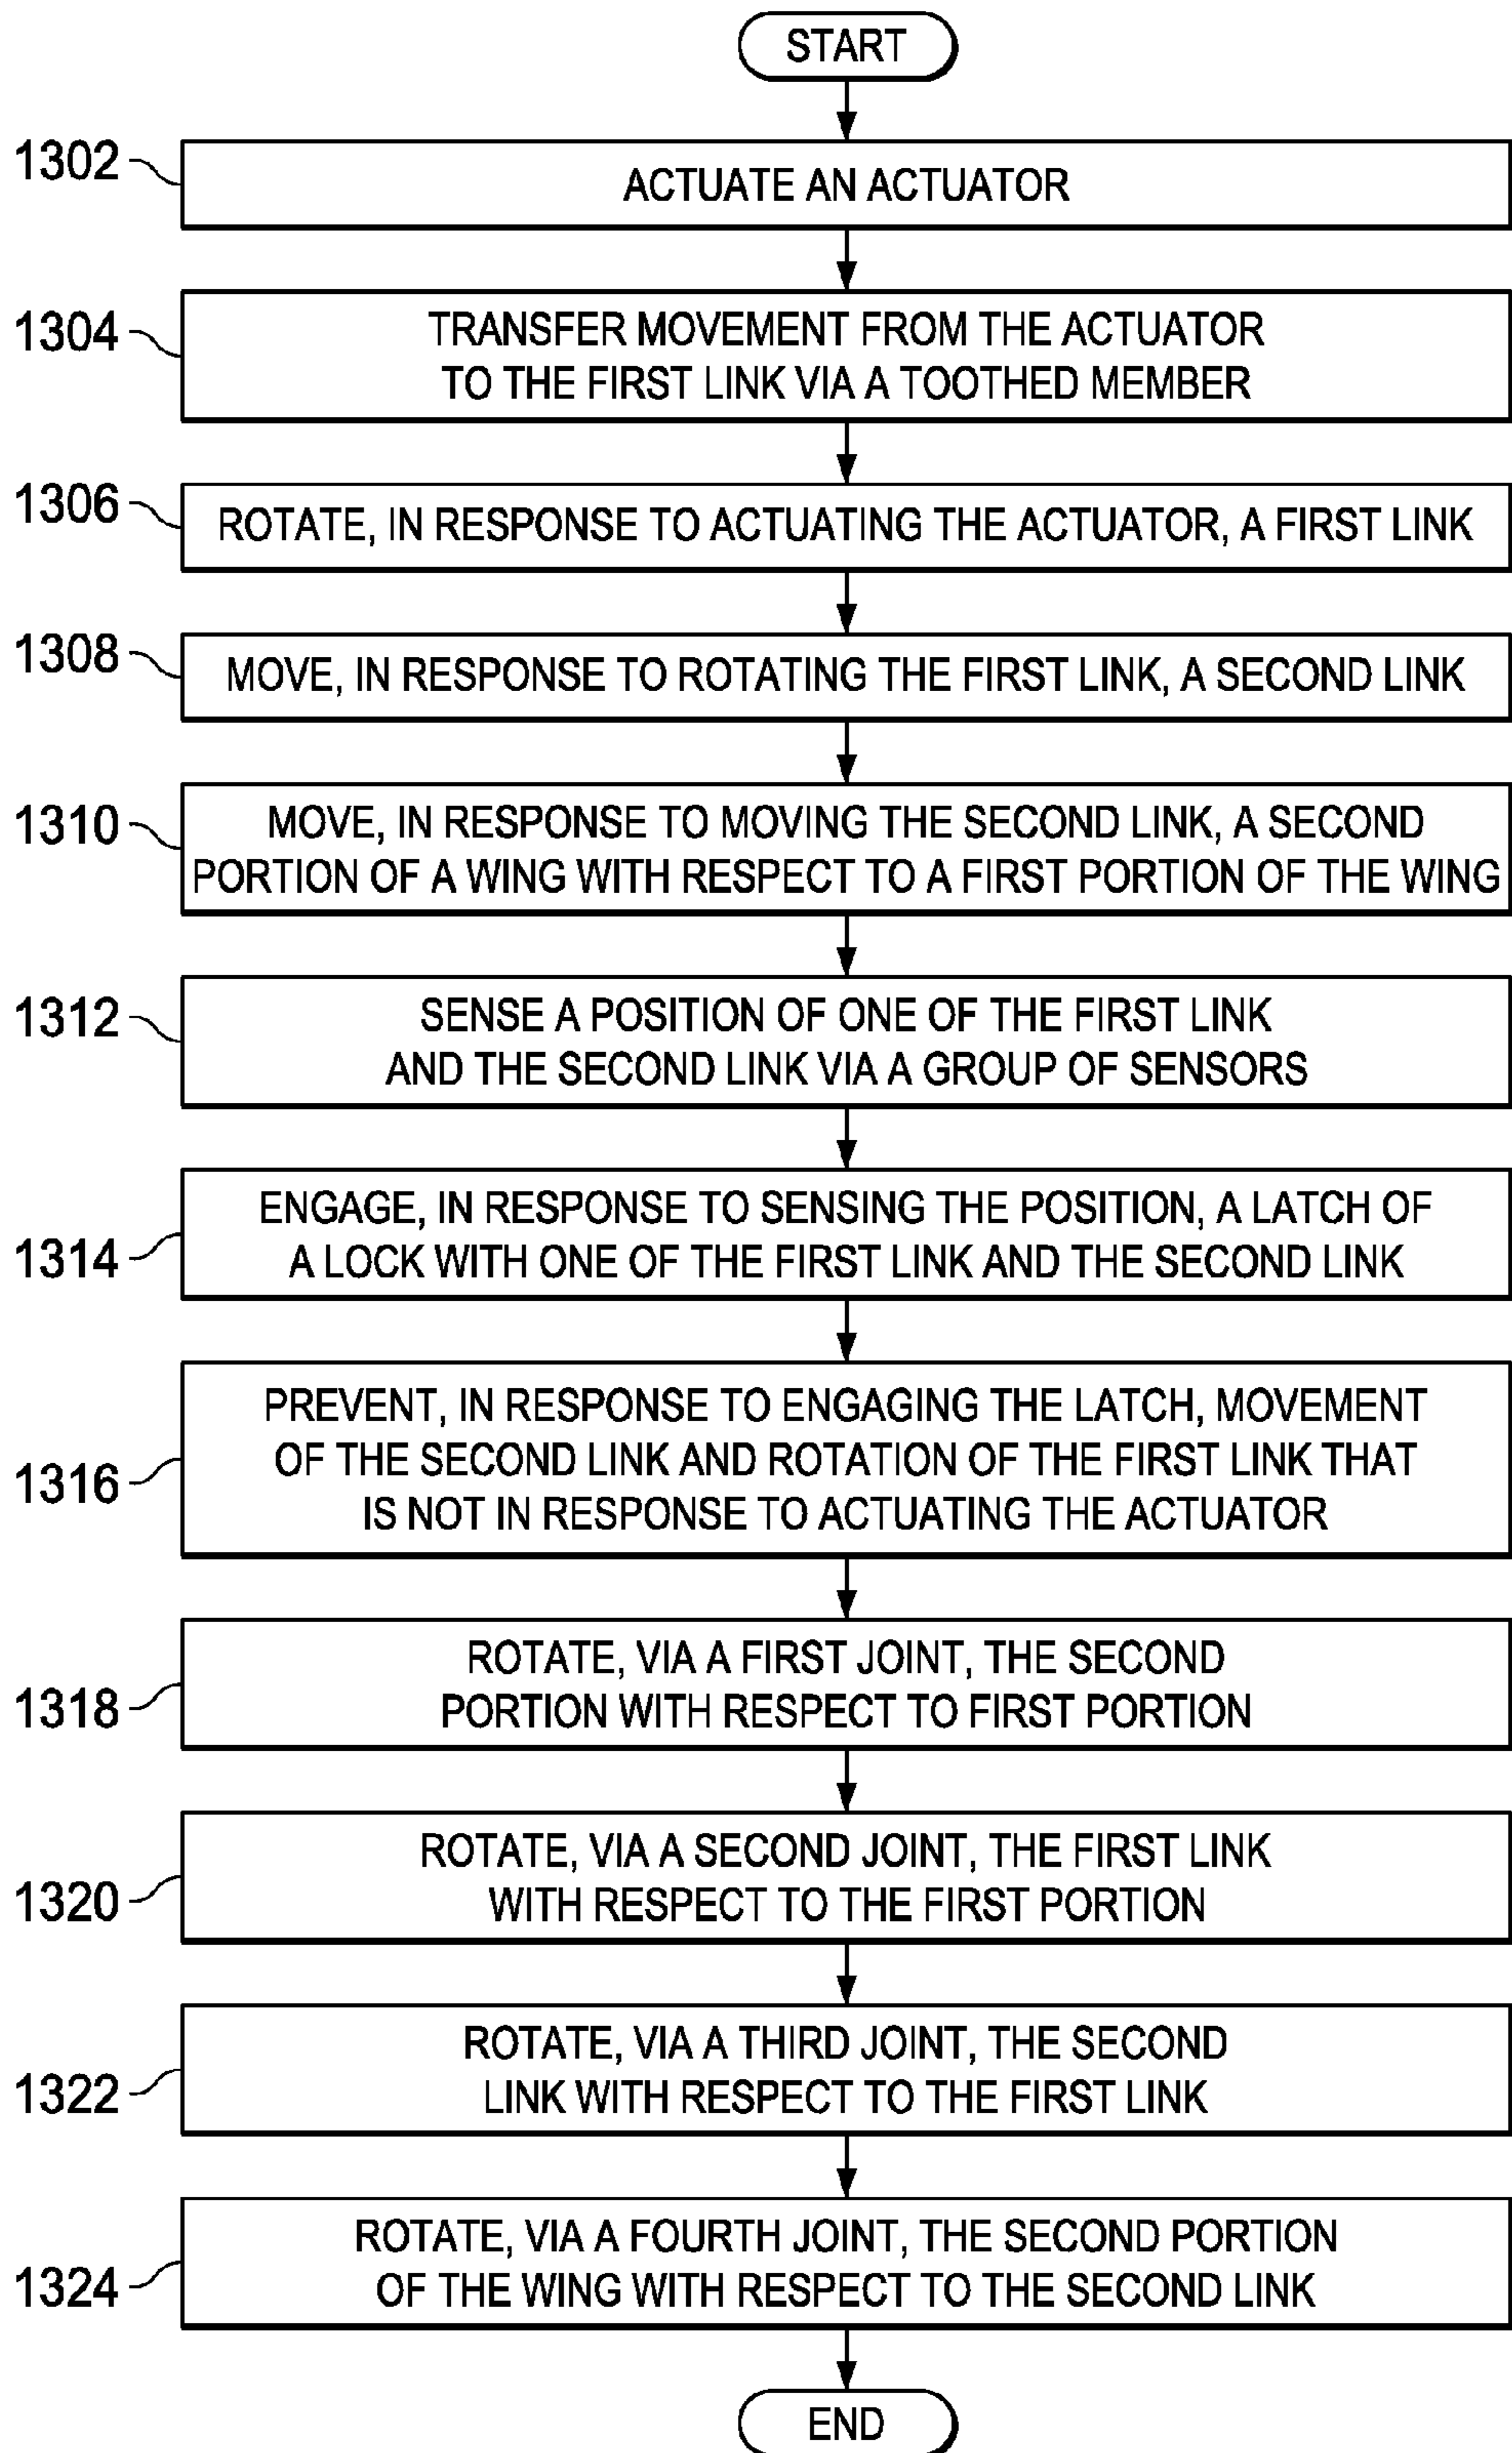 START
1302
ACTUATE AN ACTUATOR
1304
TRANSFER MOVEMENT FROM THE ACTUATOR
TO THE FIRST LINK VIA A TOOTHED MEMBER
1306
ROTATE, IN RESPONSE TO ACTUATING THE ACTUATOR, A FIRST LINK
1308
MOVE, IN RESPONSE TO ROTATING THE FIRST LINK, A SECOND LINK
1310
MOVE, IN RESPONSE TO MOVING THE SECOND LINK, A SECOND
PORTION OF A WING WITH RESPECT TO A FIRST PORTION OF THE WING
1312
SENSE A POSITION OF ONE OF THE FIRST LINK
AND THE SECOND LINK VIA A GROUP OF SENSORS
1314
ENGAGE, IN RESPONSE TO SENSING THE POSITION, A LATCH OF
A LOCK WITH ONE OF THE FIRST LINK AND THE SECOND LINK
1316
PREVENT, IN RESPONSE TO ENGAGING THE LATCH, MOVEMENT
OF THE SECOND LINK AND ROTATION OF THE FIRST LINK THAT
IS NOT IN RESPONSE TO ACTUATING THE ACTUATOR
1318
ROTATE, VIA A FIRST JOINT, THE SECOND
PORTION WITH RESPECT TO FIRST PORTION
1320
ROTATE, VIA A SECOND JOINT, THE FIRST LINK
WITH RESPECT TO THE FIRST PORTION
1322
ROTATE, VIA A THIRD JOINT, THE SECOND
LINK WITH RESPECT TO THE FIRST LINK
1324
ROTATE, VIA A FOURTH JOINT, THE SECOND PORTION
OF THE WING WITH RESPECT TO THE SECOND LINK
END